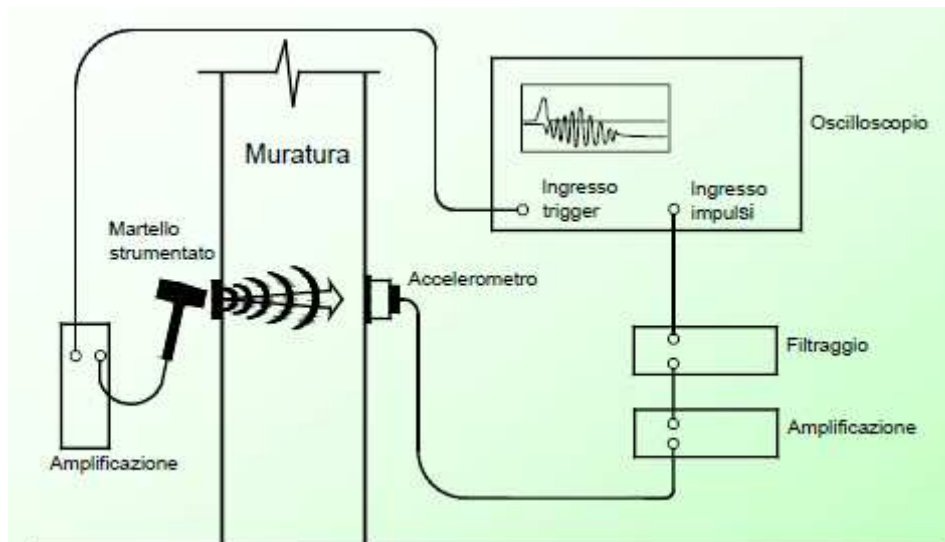 Oscilloscopio
Muratura
Ingresso
trigger
Ingresso
impulsi
Martello
strumentato
Accelerometro
Filtraggio
Amplificazione
Amplificazione